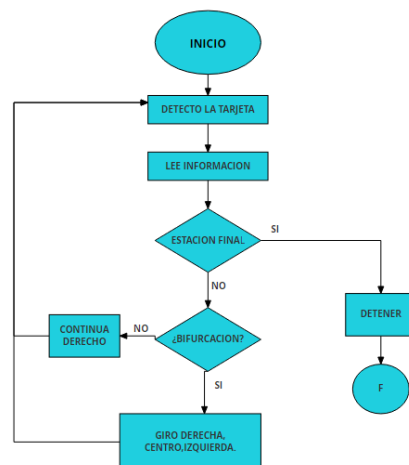 INICIO
DETECTO LA TARJETA
LEE INFORMACION
ESTACION FINAL
SI
NO
DETENER
CONTINUA
DERECHO
NO
¿BIFURCACION?
F
SI
GIRO DERECHA,
CENTRO,IZQUIERDA.